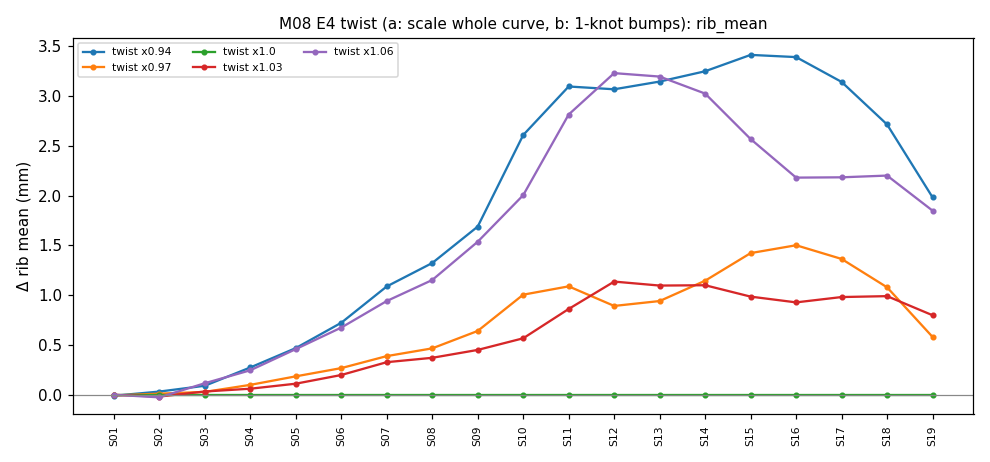 M08 E4 twist (a: scale whole curve, b: 1-knot bumps): rib_mean
twist x0.94
twist x0.97
twist x1.0
twist x1.03
twist x1.06
Δ rib mean (mm)
3.5
3.0
2.5
2.0
1.5
1.0
0.5
0.0
S01
S02
S03
S04
S05
S06
S07
S08
S09
S10
S11
S12
S13
S14
S15
S16
S17
S18
S19